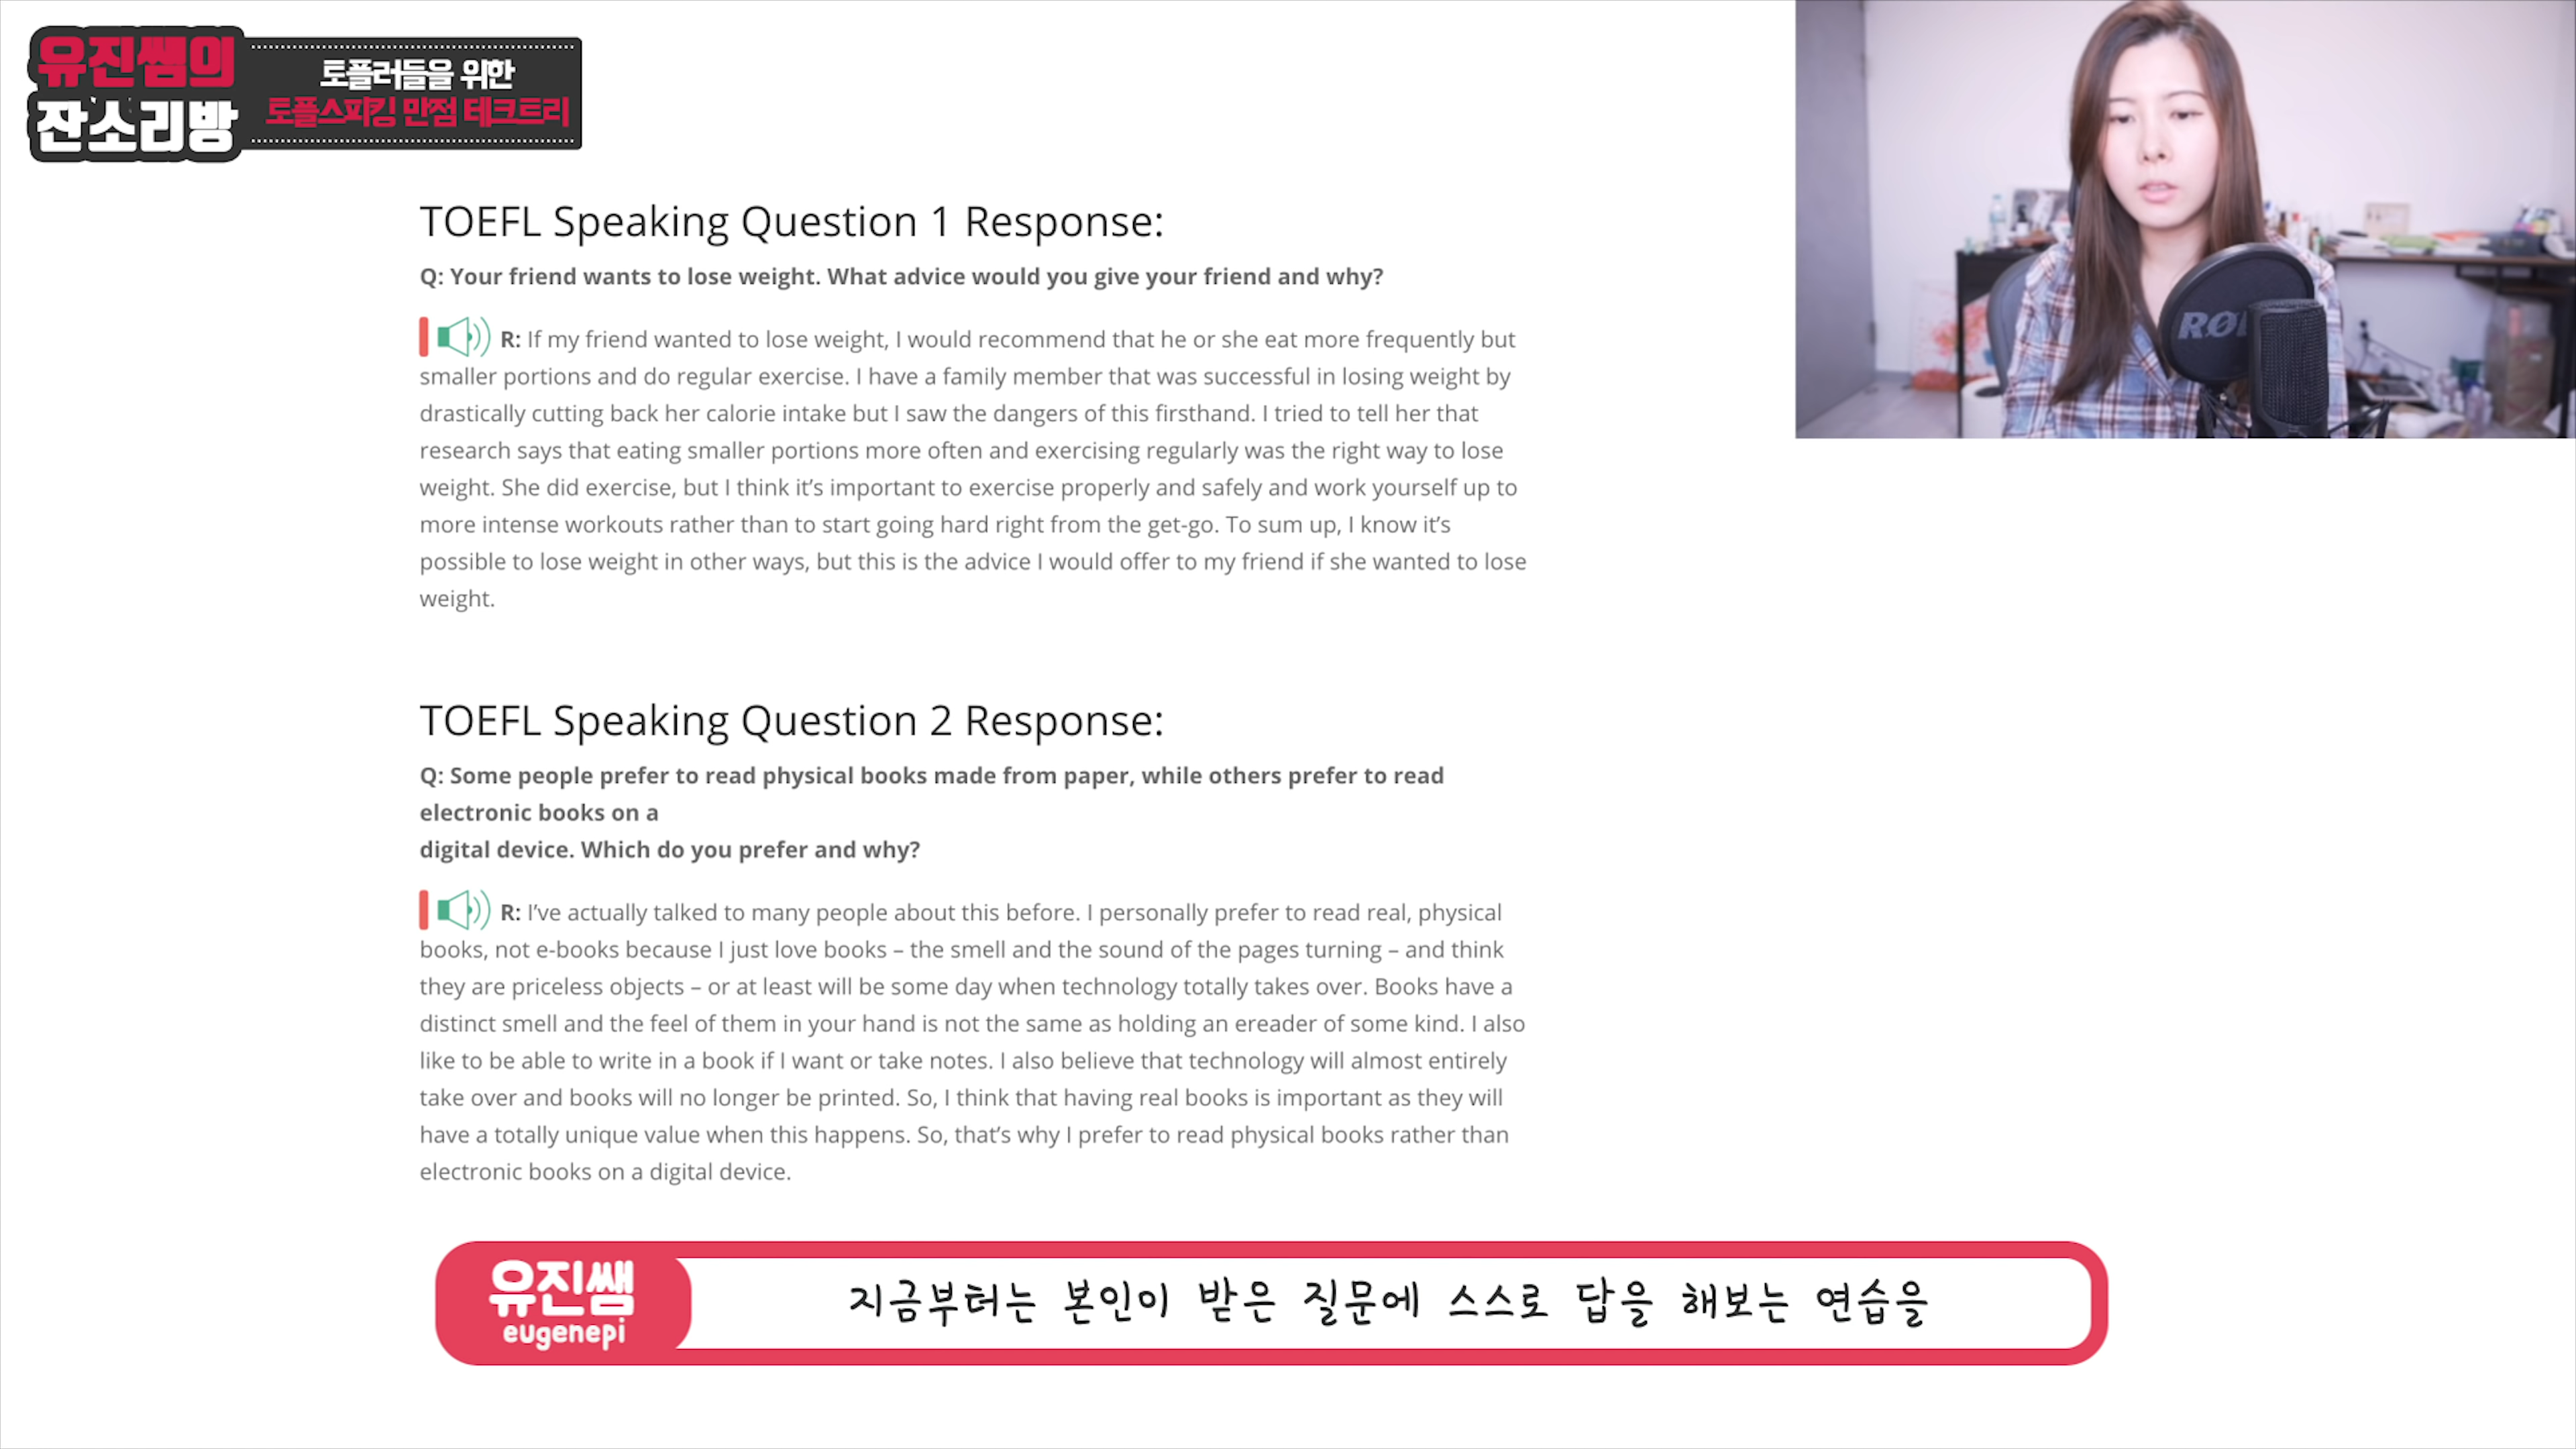 유진쌤의
잔소리방
토플러들을 위한
토플스피킹 만점 테크트리
TOEFL Speaking Question 1 Response:
Q: Your friend wants to lose weight. What advice would you give your friend and why?
R: If my friend wanted to lose weight, I would recommend that he or she eat more frequently but
smaller portions and do regular exercise. I have a family member that was successful in losing weight by
drastically cutting back her calorie intake but I saw the dangers of this firsthand. I tried to tell her that
research says that eating smaller portions more often and exercising regularly was the right way to lose
weight. She did exercise, but I think it’s important to exercise properly and safely and work yourself up to
more intense workouts rather than to start going hard right from the get-go. To sum up, I know it’s
possible to lose weight in other ways, but this is the advice I would offer to my friend if she wanted to lose
weight.
TOEFL Speaking Question 2 Response:
Q: Some people prefer to read physical books made from paper, while others prefer to read
electronic books on a
digital device. Which do you prefer and why?
R: I’ve actually talked to many people about this before. I personally prefer to read real, physical
books, not e-books because I just love books – the smell and the sound of the pages turning – and think
they are priceless objects – or at least will be some day when technology totally takes over. Books have a
distinct smell and the feel of them in your hand is not the same as holding an ereader of some kind. I also
like to be able to write in a book if I want or take notes. I also believe that technology will almost entirely
take over and books will no longer be printed. So, I think that having real books is important as they will
have a totally unique value when this happens. So, that’s why I prefer to read physical books rather than
electronic books on a digital device.
유진쌤
eugenepi
지금부터는 본인이 받은 질문에 스스로 답을 해보는 연습을